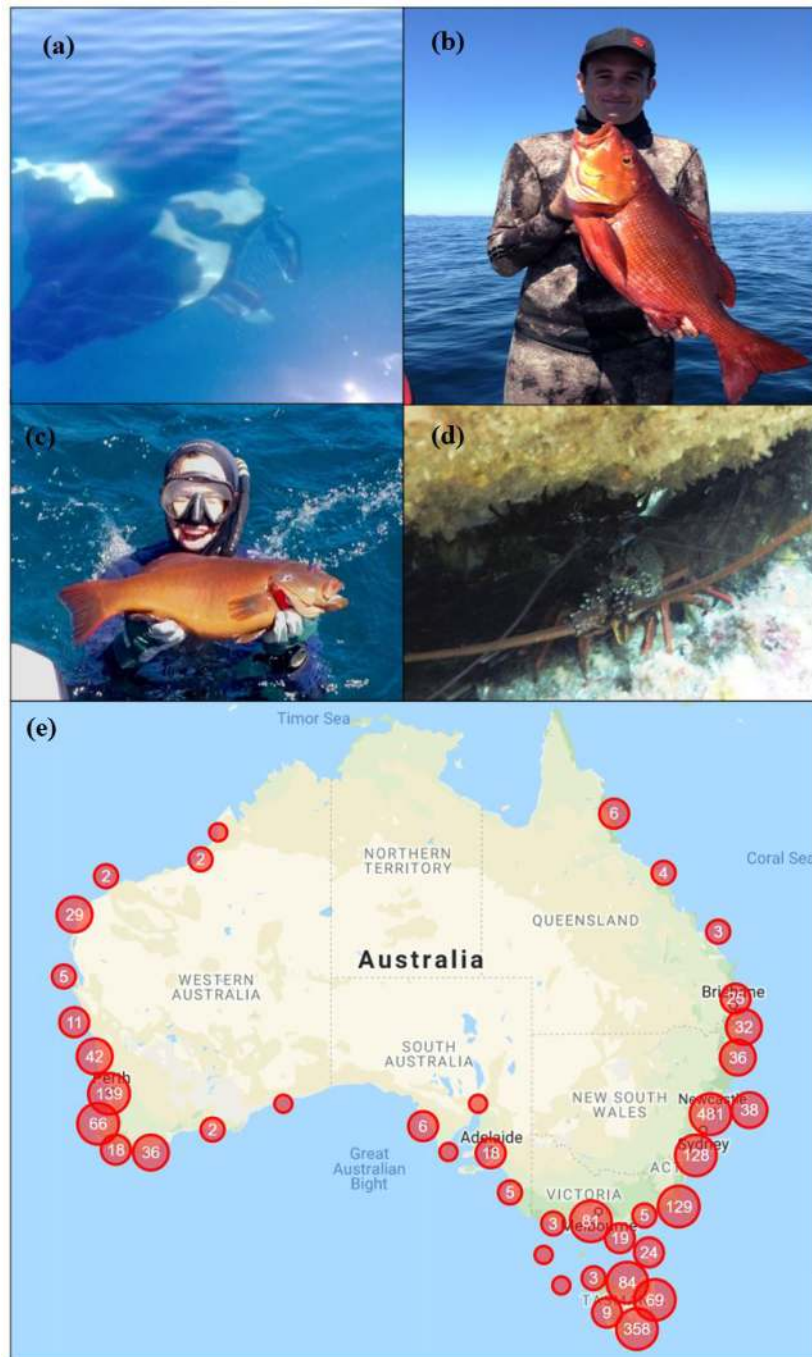 (a)
(b)
(c)
(d)
(e)
Timor Sea
6
2
NORTHERN
TERRITORY
2
4
Coral Sea
29
QUEENSLAND
3
Australia
5
WESTERN
AUSTRALIA
Brisbane
25
11
32
SOUTH
AUSTRALIA
42
36
Perth
139
NEW SOUTH
WALES
Newcastle
481
38
66
6
2
Adelaide
Sydney
18
36
18
128
Great
Australian
Bight
ACT
5
VICTORIA
129
3
81
5
Melbourne
19
24
3
84
69
9
358